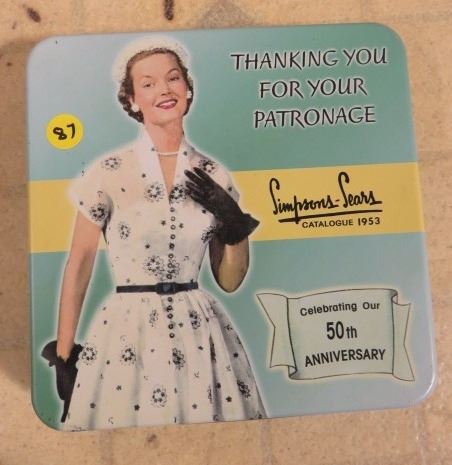 THANKING YOU
FOR YOUR
PATRONAGE
87
Simpsons-Sears
CATALOGUE 1953
Celebrating Our
50th
ANNIVERSARY